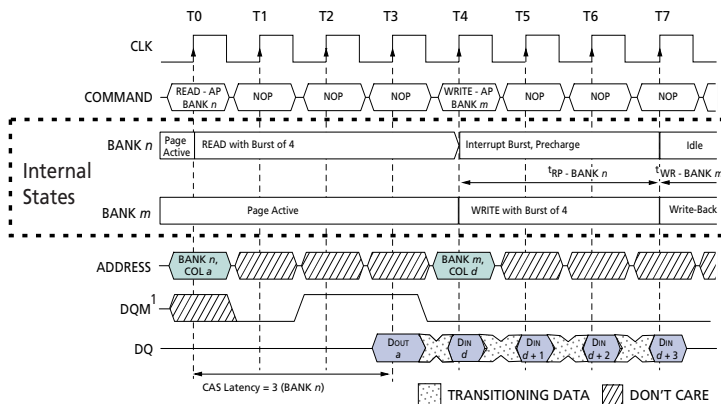 T0 T1 T2 T3 T4 T5 T6 T7
CLK
COMMAND READ - AP BANK n NOP NOP NOP WRITE - AP BANK m NOP NOP NOP
Internal States
BANK n Page Active READ with Burst of 4 Interrupt Burst, Precharge Idle
tRP - BANK n tWR - BANK m
BANK m Page Active WRITE with Burst of 4 Write-Back
ADDRESS BANK n, COL a BANK m, COL d
DQM1
DQ DOUT a DIN d DIN d + 1 DIN d + 2 DIN d + 3
CAS Latency = 3 (BANK n)
TRANSITIONING DATA DON'T CARE